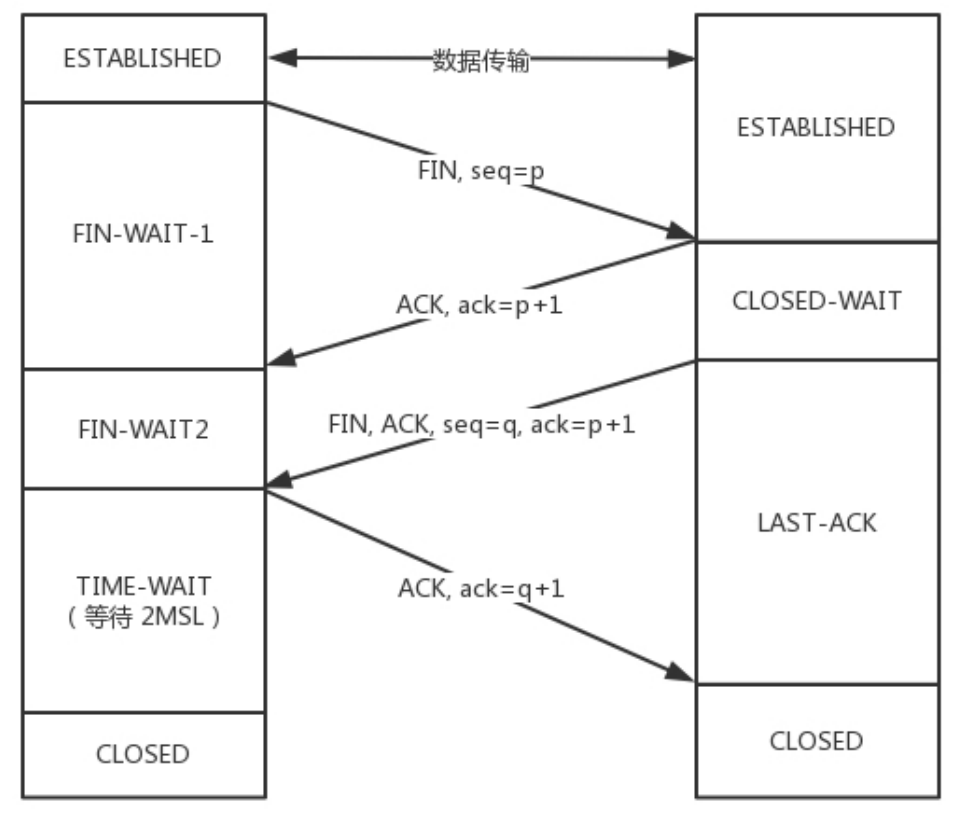 ESTABLISHED
数据传输
ESTABLISHED
FIN, seq=p
FIN-WAIT-1
CLOSED-WAIT
ACK, ack=p+1
FIN-WAIT2
FIN, ACK, seq=q, ack=p+1
LAST-ACK
TIME-WAIT
（等待 2MSL）
ACK, ack=q+1
CLOSED
CLOSED